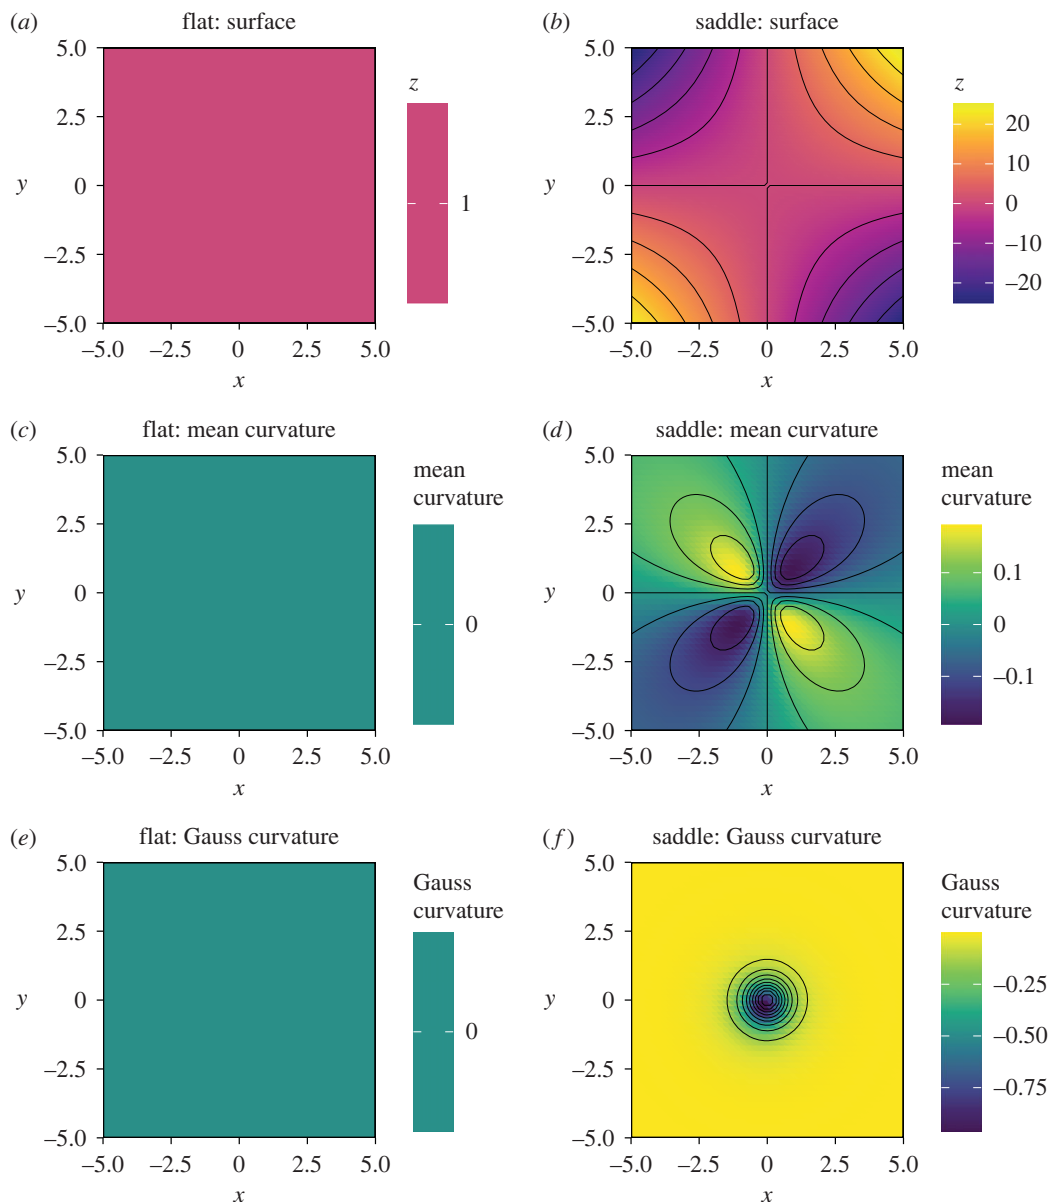 (a) flat: surface
5.0
2.5
0
–2.5
–5.0
y
–5.0 –2.5 0 2.5 5.0
x
z
1
(b) saddle: surface
5.0
2.5
0
–2.5
–5.0
y
–5.0 –2.5 0 2.5 5.0
x
z
20
10
0
–10
–20
(c) flat: mean curvature
5.0
2.5
0
–2.5
–5.0
y
–5.0 –2.5 0 2.5 5.0
x
mean
curvature
0
(d) saddle: mean curvature
5.0
2.5
0
–2.5
–5.0
y
–5.0 –2.5 0 2.5 5.0
x
mean
curvature
0.1
0
–0.1
(e) flat: Gauss curvature
5.0
2.5
0
–2.5
–5.0
y
–5.0 –2.5 0 2.5 5.0
x
Gauss
curvature
0
(f) saddle: Gauss curvature
5.0
2.5
0
–2.5
–5.0
y
–5.0 –2.5 0 2.5 5.0
x
Gauss
curvature
–0.25
–0.50
–0.75